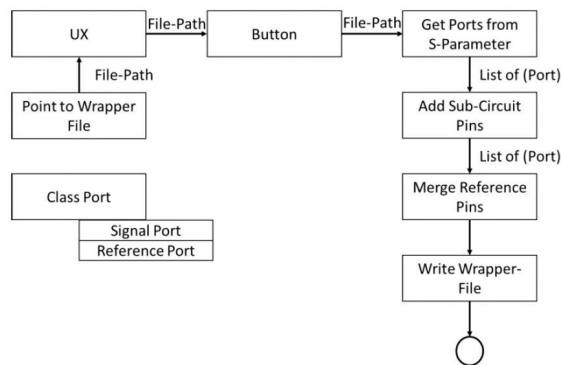 UX
File-Path
Button
File-Path
Get Ports from
S-Parameter
File-Path
List of (Port)
Point to Wrapper
File
Add Sub-Circuit
Pins
List of (Port)
Class Port
Merge Reference
Pins
Signal Port
Reference Port
Write Wrapper-
File